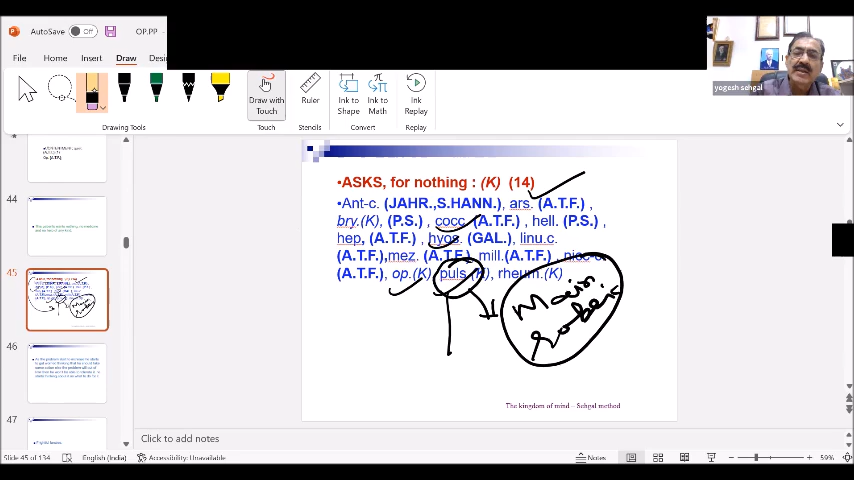 AutoSave Off OP.PP
File Home Insert Draw Desi
yogesh sehgal
Draw with Touch Ruler Ink to Shape Ink to Math Ink Replay
Drawing Tools Touch Stencils Convert Replay
44
45
46
47
•ASKS, for nothing : (K) (14)
•Ant-c. (JAHR.,S.HANN.), ars. (A.T.F.) ,
bry.(K), (P.S.) , cocc. (A.T.F.) , hell. (P.S.) ,
hep, (A.T.F.) , hyos. (GAL.), linu.c.
(A.T.F.),mez. (A.T.F.), mill.(A.T.F.) , nicc
(A.T.F.), op.(K), puls.(K), rheum.(K)
Main
The kingdom of mind – Sehgal method
Click to add notes
Slide 45 of 134 English (India) Accessibility: Unavailable Notes 59%